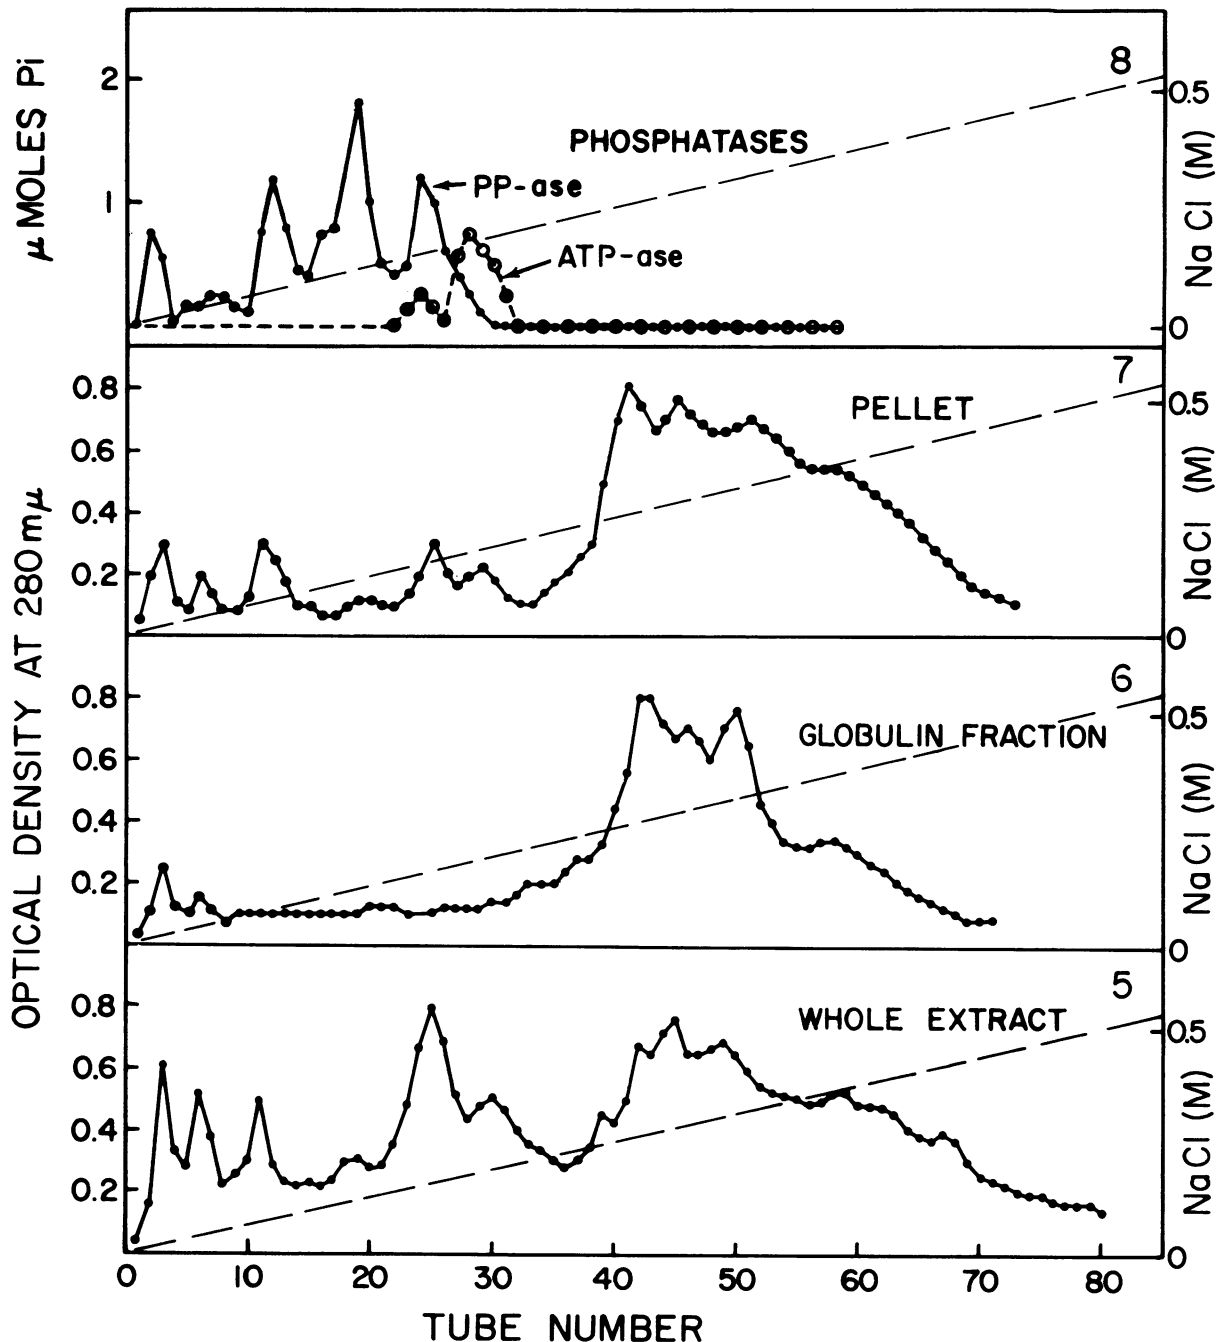 μ MOLES Pi
2
1
8
PHOSPHATASES
PP-ase
ATP-ase
0.5
0
NaCl (M)
7
PELLET
0.8
0.6
0.4
0.2
0.5
0
NaCl (M)
OPTICAL DENSITY AT 280 mμ
6
GLOBULIN FRACTION
0.8
0.6
0.4
0.2
0.5
0
NaCl (M)
5
WHOLE EXTRACT
0.8
0.6
0.4
0.2
0.5
0
NaCl (M)
0 10 20 30 40 50 60 70 80
TUBE NUMBER